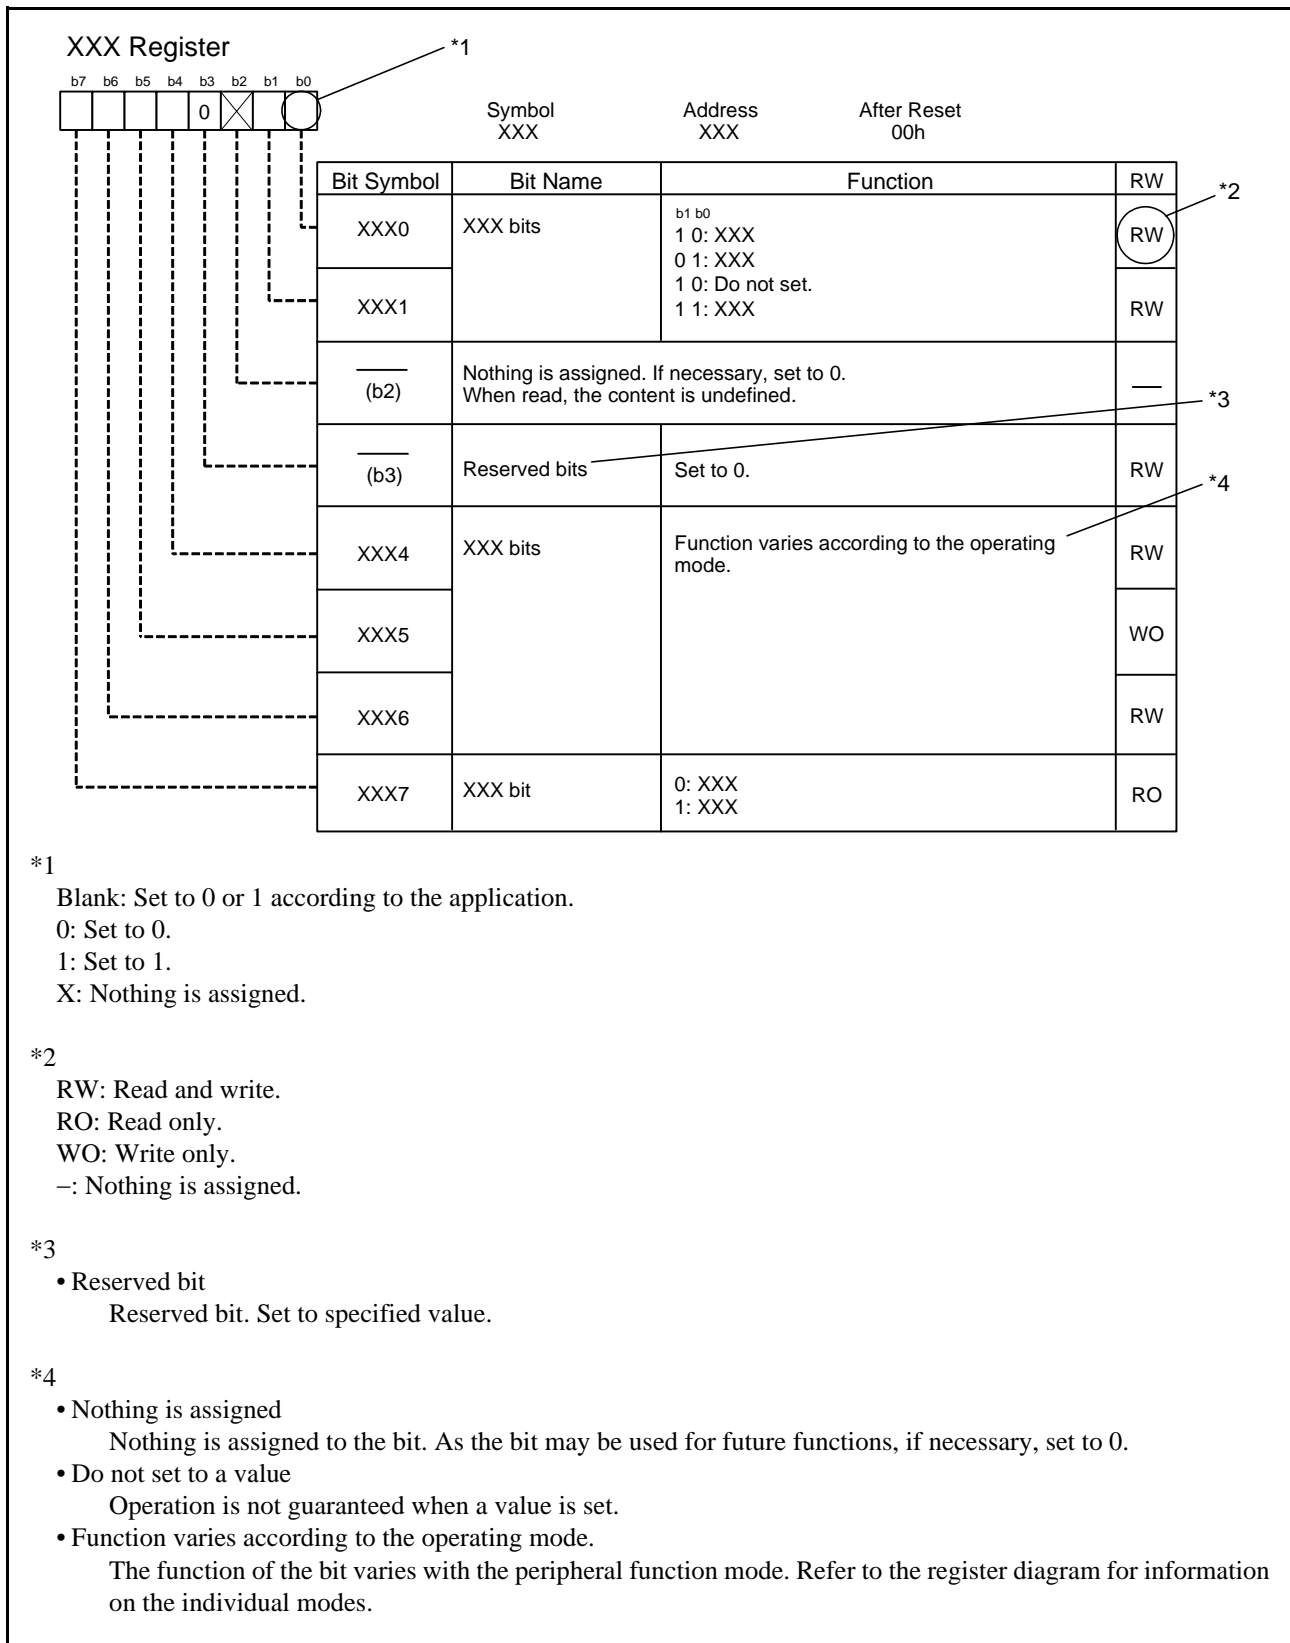 XXX Register
*1
b7 b6 b5 b4 b3 b2 b1 b0
0
Symbol Address After Reset
XXX XXX 00h
Bit Symbol Bit Name Function RW
*2
XXX0 XXX bits
b1 b0
1 0: XXX
0 1: XXX
1 0: Do not set.
1 1: XXX
RW
XXX1 RW
(b2)
Nothing is assigned. If necessary, set to 0.
When read, the content is undefined.
—
*3
(b3) Reserved bits Set to 0. RW
*4
XXX4 XXX bits
Function varies according to the operating
mode.
RW
XXX5 WO
XXX6 RW
XXX7 XXX bit
0: XXX
1: XXX
RO
*1
Blank: Set to 0 or 1 according to the application.
0: Set to 0.
1: Set to 1.
X: Nothing is assigned.
*2
RW: Read and write.
RO: Read only.
WO: Write only.
–: Nothing is assigned.
*3
• Reserved bit
Reserved bit. Set to specified value.
*4
• Nothing is assigned
Nothing is assigned to the bit. As the bit may be used for future functions, if necessary, set to 0.
• Do not set to a value
Operation is not guaranteed when a value is set.
• Function varies according to the operating mode.
The function of the bit varies with the peripheral function mode. Refer to the register diagram for information
on the individual modes.